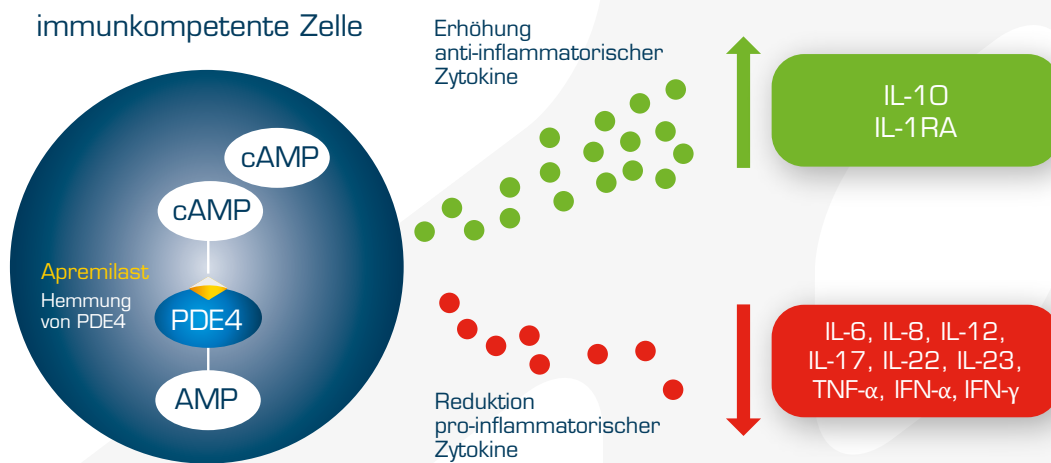 immunkompetente Zelle
cAMP
cAMP
Apremilast
Hemmung
von PDE4
PDE4
AMP
Erhöhung
anti-inflammatorischer
Zytokine
IL-10
IL-1RA
Reduktion
pro-inflammatorischer
Zytokine
IL-6, IL-8, IL-12,
IL-17, IL-22, IL-23,
TNF-α, IFN-α, IFN-γ